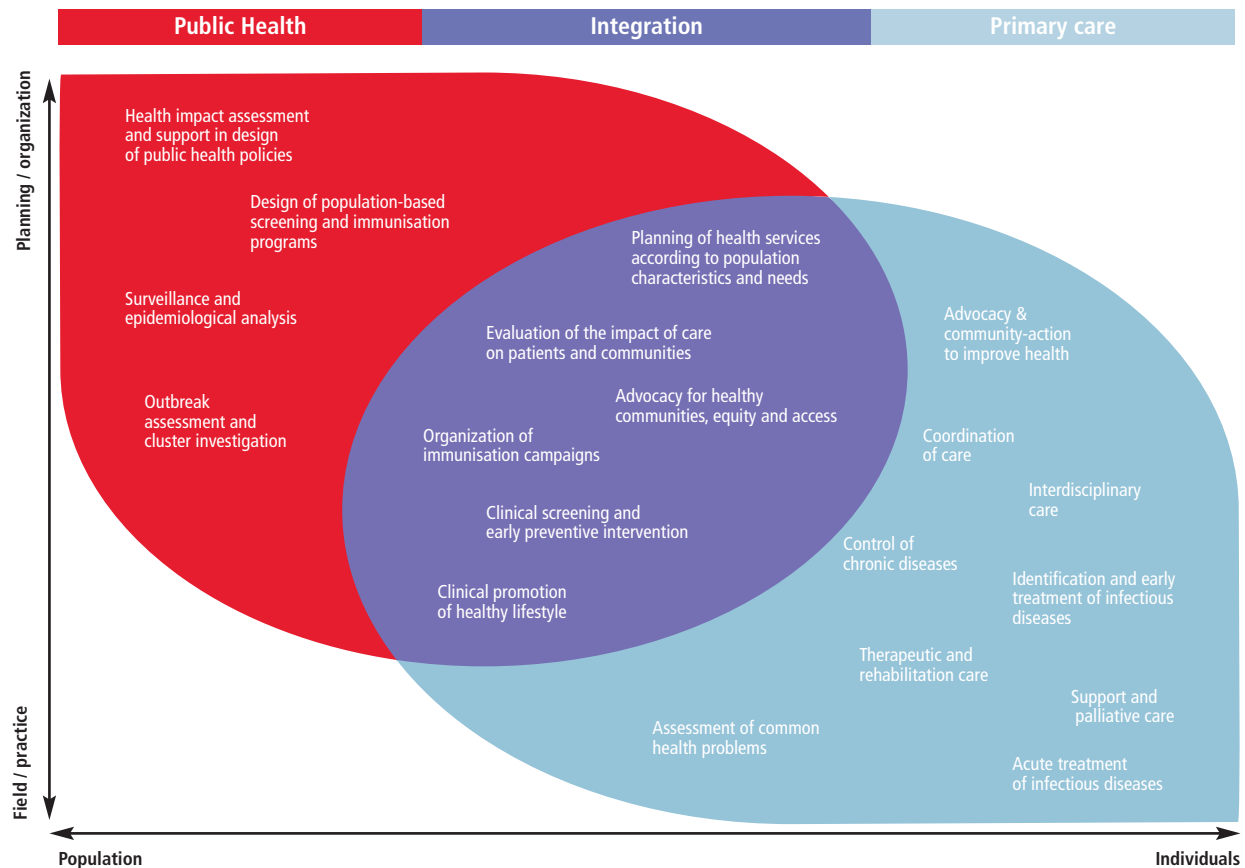 Public Health
Integration
Primary care
Planning / organization
Field / practice
Health impact assessment
and support in design
of public health policies
Design of population-based
screening and immunisation
programs
Surveillance and
epidemiological analysis
Outbreak
assessment and
cluster investigation
Planning of health services
according to population
characteristics and needs
Evaluation of the impact of care
on patients and communities
Advocacy for healthy
communities, equity and access
Organization of
immunisation campaigns
Clinical screening and
early preventive intervention
Clinical promotion
of healthy lifestyle
Advocacy &
community-action
to improve health
Coordination
of care
Interdisciplinary
care
Control of
chronic diseases
Identification and early
treatment of infectious
diseases
Therapeutic and
rehabilitation care
Support and
palliative care
Assessment of common
health problems
Acute treatment
of infectious diseases
Population
Individuals